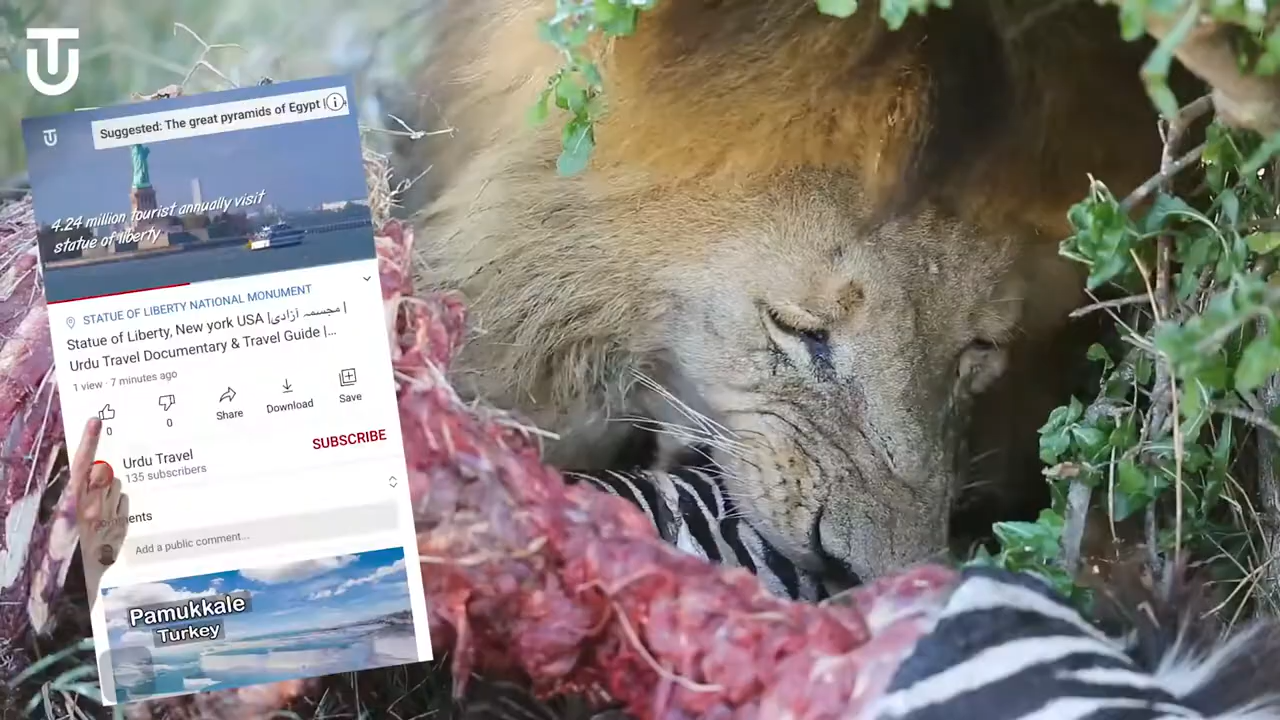 Suggested: The great pyramids of Egypt |
4.24 million tourist annually visit
statue of liberty
STATUE OF LIBERTY NATIONAL MONUMENT
Statue of Liberty, New york USA |مجسمہ آزادی |
Urdu Travel Documentary & Travel Guide |...
1 view · 7 minutes ago
0
0
Share
Download
Save
Urdu Travel
135 subscribers
SUBSCRIBE
Comments
Add a public comment...
Pamukkale
Turkey